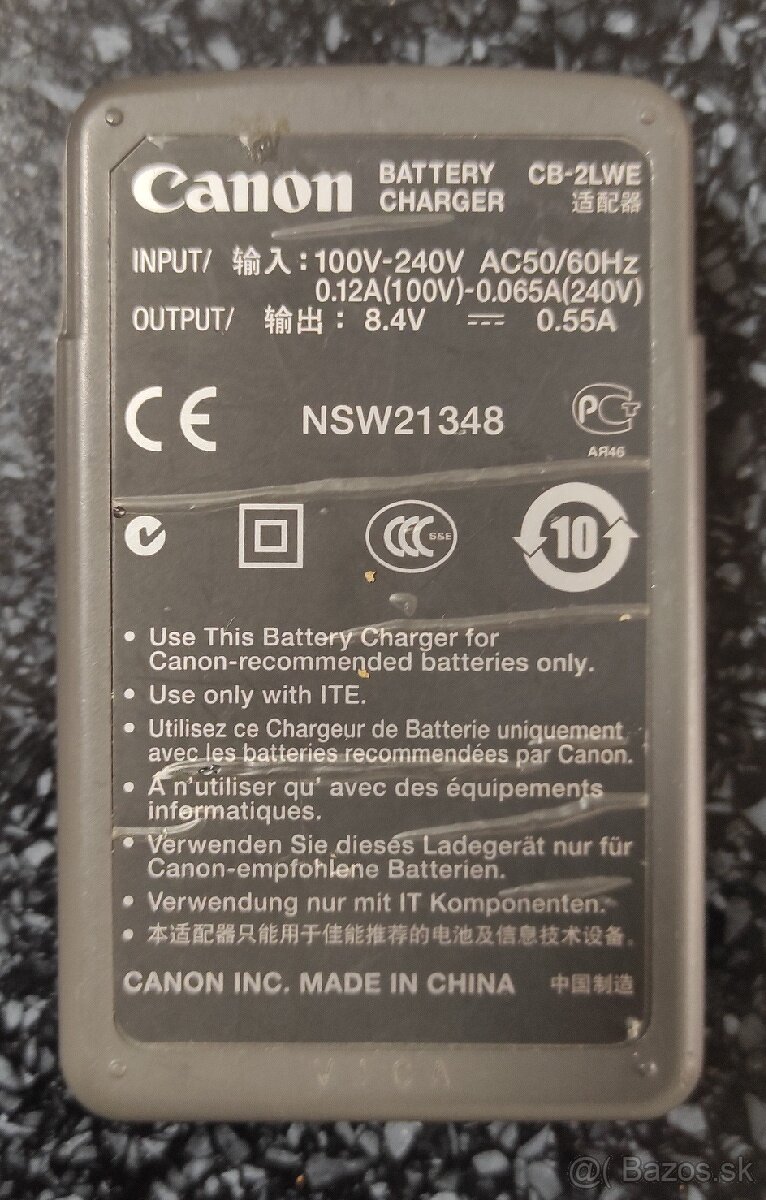 Canon BATTERY CHARGER CB-2LWE 适配器
INPUT/ 输入：100V-240V AC50/60Hz
0.12A(100V)-0.065A(240V)
OUTPUT/ 输出： 8.4V ⎓ 0.55A
CE NSW21348 PCT
AR46
CCC S&E 10
• Use This Battery Charger for
Canon-recommended batteries only.
• Use only with ITE.
• Utilisez ce Chargeur de Batterie uniquement
avec les batteries recommendées par Canon.
• A n'utiliser qu' avec des équipements
informatiques.
• Verwenden Sie dieses Ladegerät nur für
Canon-empfohlene Batterien.
• Verwendung nur mit IT Komponenten.
• 本适配器只能用于佳能推荐的电池及信息技术设备.
CANON INC. MADE IN CHINA 中国制造
@( Bazos.sk